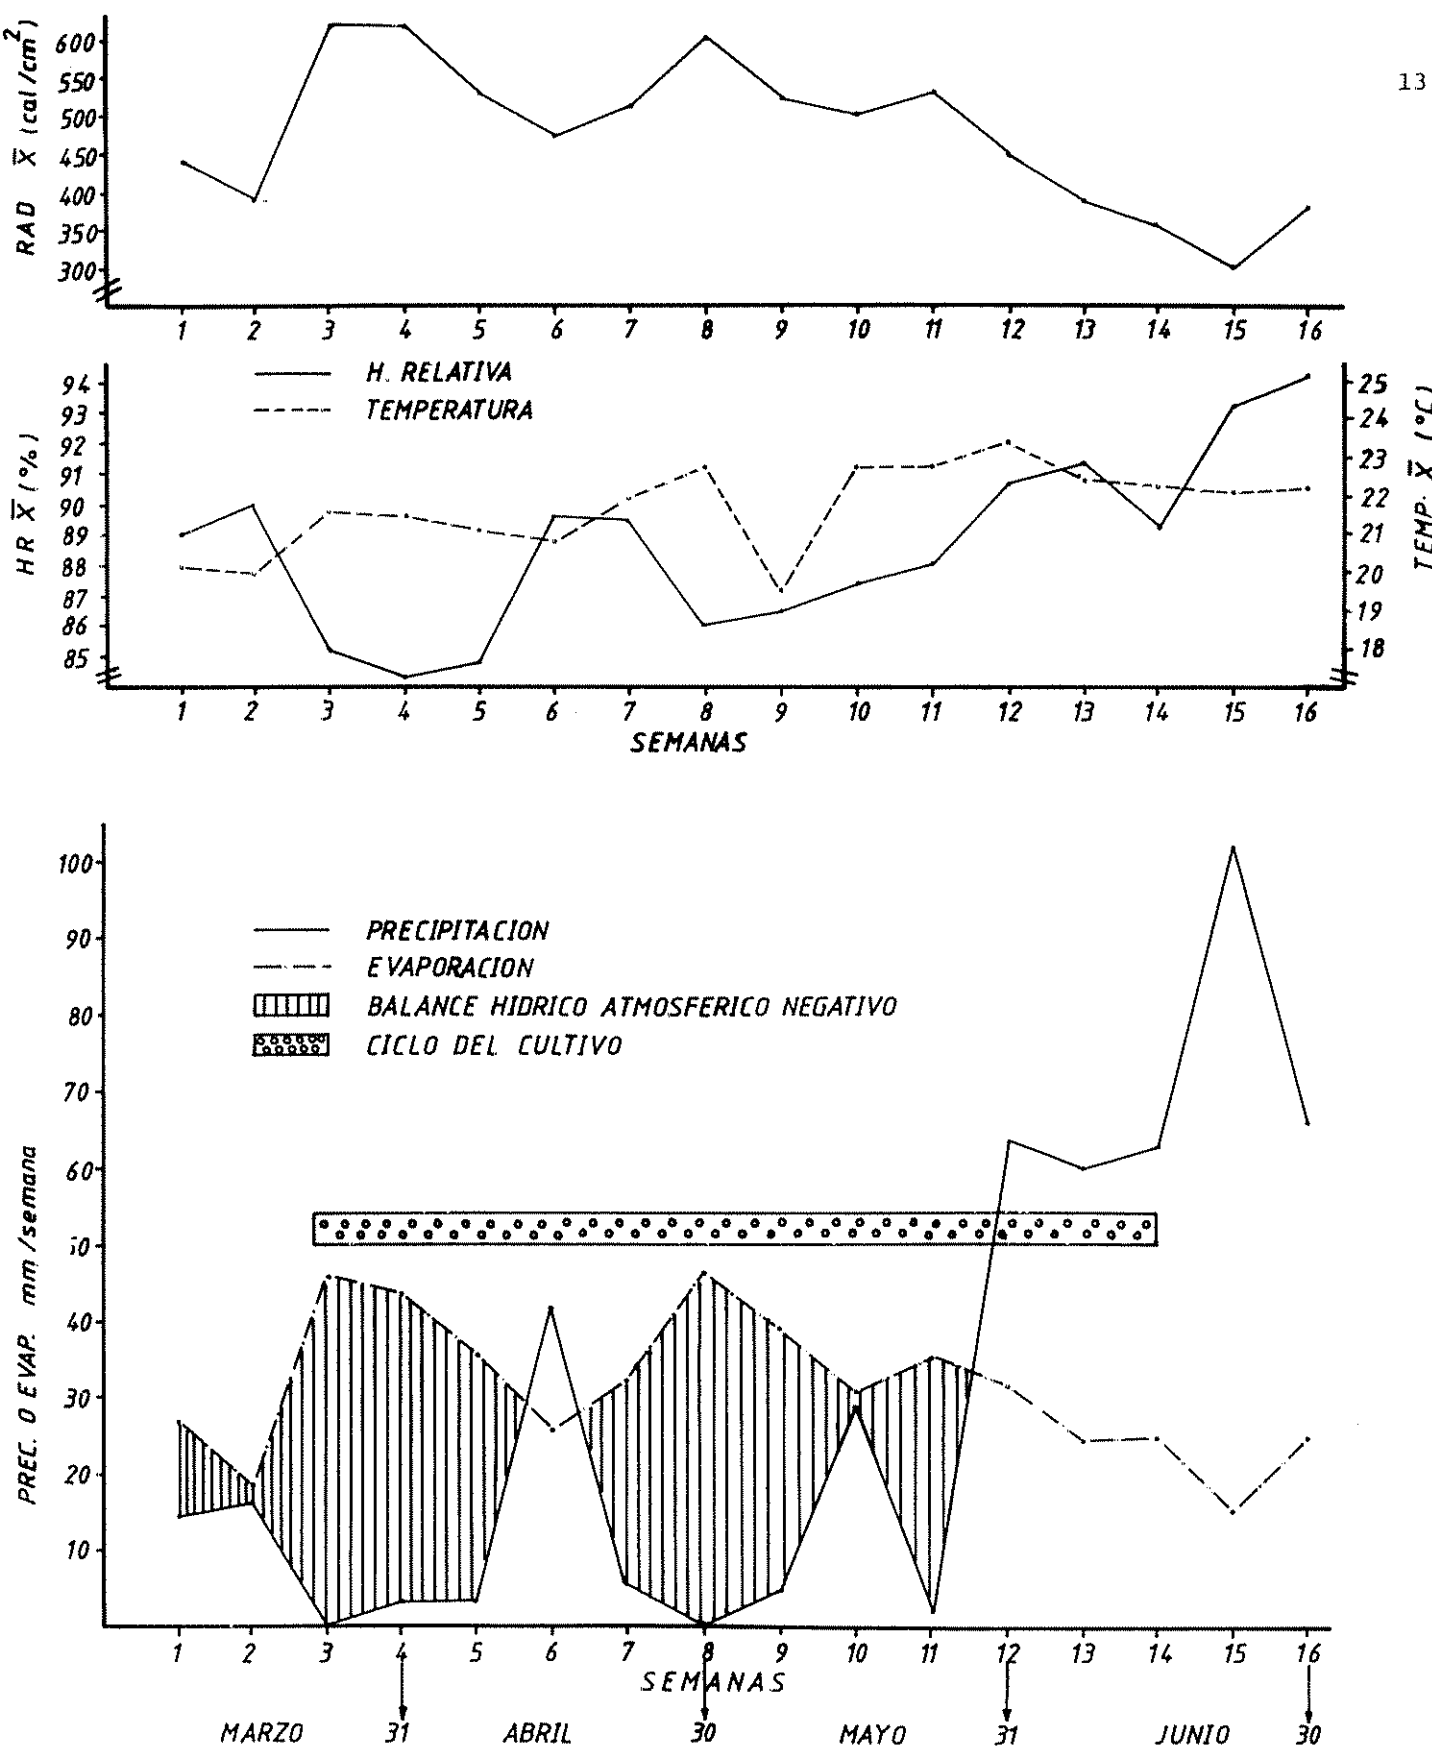 13
RAD X̄ (cal/cm²)
600
550
500
450
400
350
300
1 2 3 4 5 6 7 8 9 10 11 12 13 14 15 16
H. RELATIVA
TEMPERATURA
HR X̄ (%)
94
93
92
91
90
89
88
87
86
85
25
24
23
22
21
20
19
18
TEMP. X̄ (°C)
1 2 3 4 5 6 7 8 9 10 11 12 13 14 15 16
SEMANAS
PREC. O EVAP. mm/semana
100
90
80
70
60
50
40
30
20
10
PRECIPITACION
EVAPORACION
BALANCE HIDRICO ATMOSFERICO NEGATIVO
CICLO DEL CULTIVO
1 2 3 4 5 6 7 8 9 10 11 12 13 14 15 16
SEMANAS
MARZO 31 ABRIL 30 MAYO 31 JUNIO 30